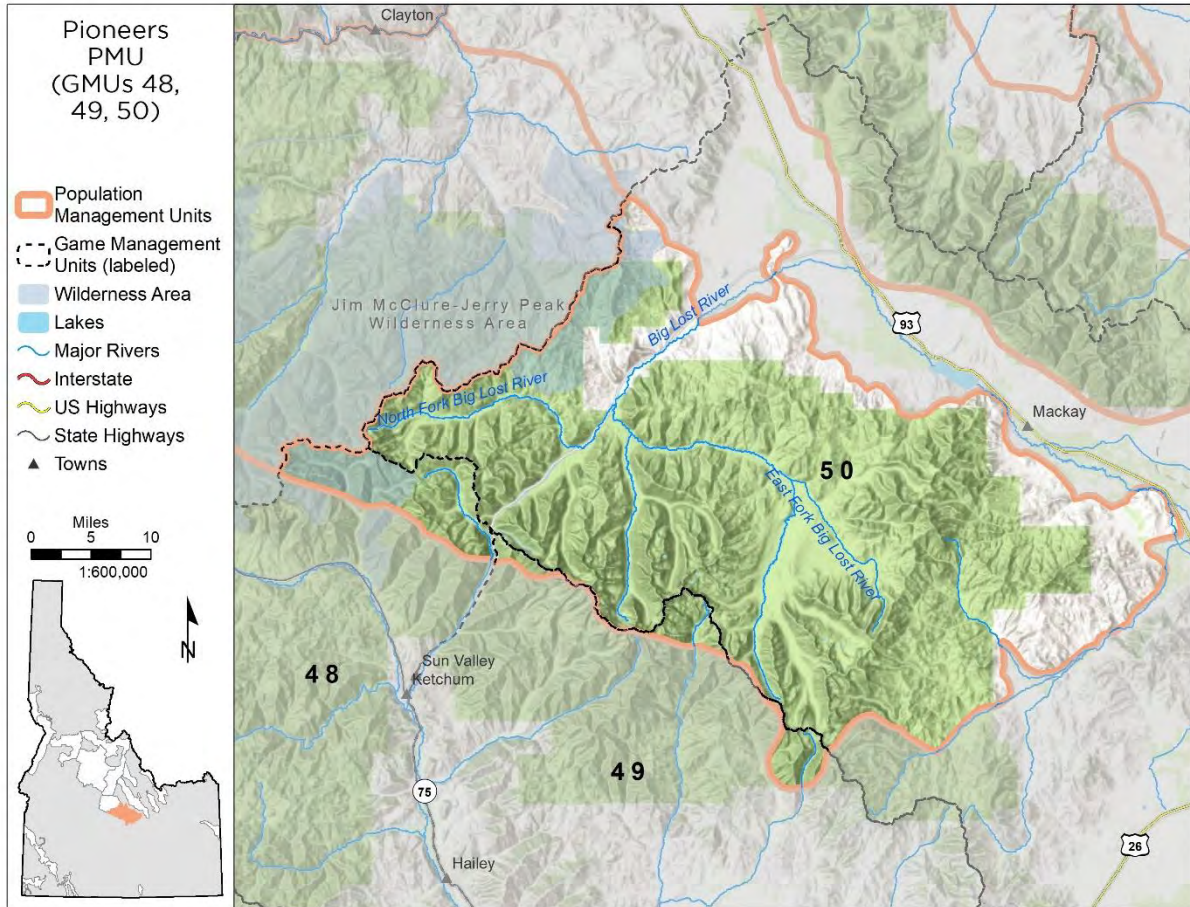 Pioneers
PMU
(GMUs 48,
49, 50)
Population
Management Units
Game Management
Units (labeled)
Wilderness Area
Lakes
Major Rivers
Interstate
US Highways
State Highways
Towns
Miles
0 5 10
1:600,000
N
Clayton
Jim McClure-Jerry Peak
Wilderness Area
Big Lost River
93
North Fork Big Lost River
Mackay
50
East Fork Big Lost River
48
Sun Valley
Ketchum
49
75
26
Hailey